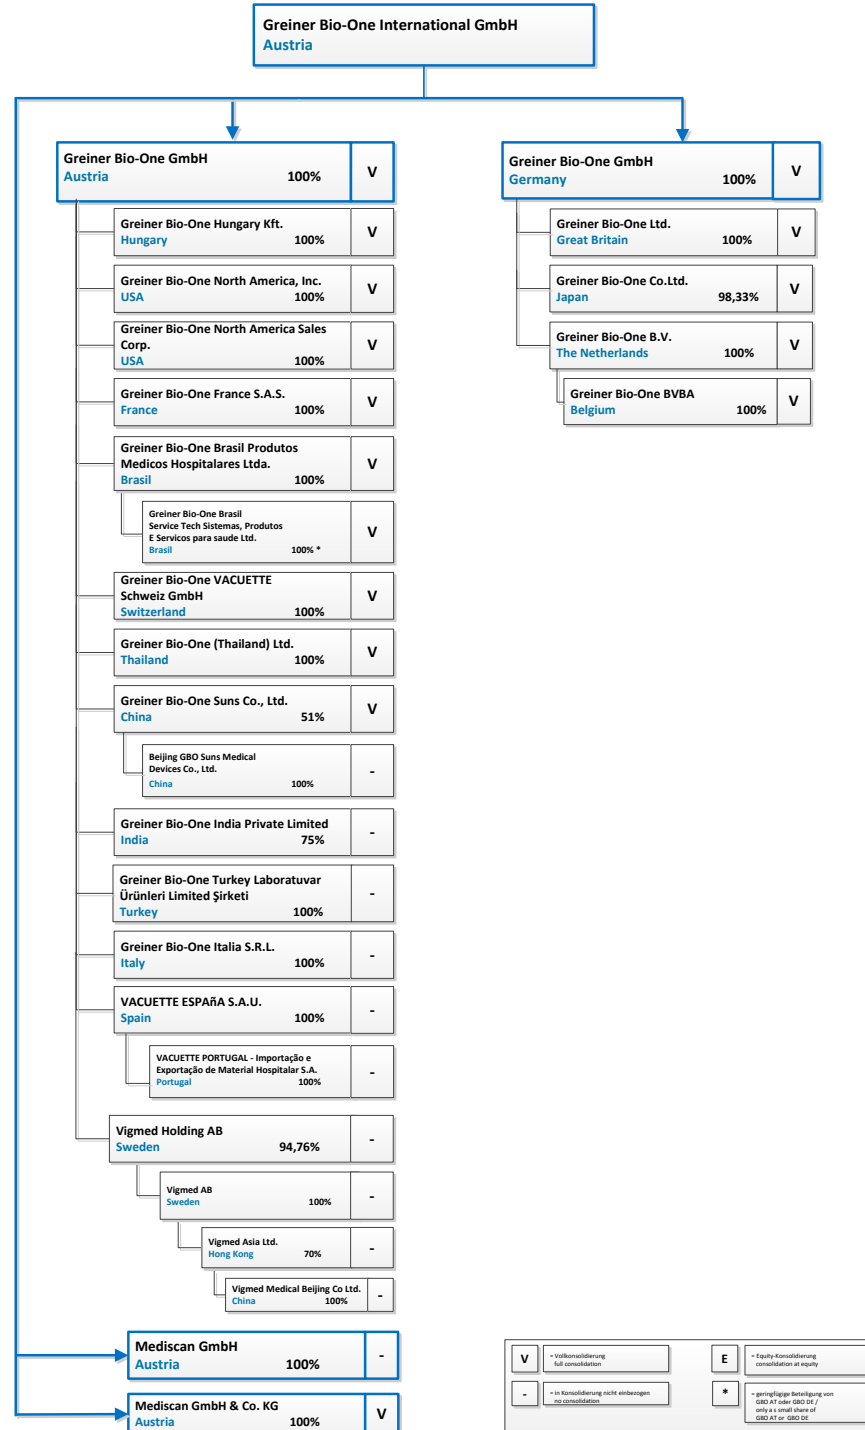 Greiner Bio-One International GmbH
Austria
Greiner Bio-One GmbH
Austria 100% V
Greiner Bio-One Hungary Kft.
Hungary 100% V
Greiner Bio-One North America, Inc.
USA 100% V
Greiner Bio-One North America Sales
Corp.
USA 100% V
Greiner Bio-One France S.A.S.
France 100% V
Greiner Bio-One Brasil Produtos
Medicos Hospitalares Ltda.
Brasil 100% V
Greiner Bio-One Brasil
Service Tech Sistemas, Produtos
E Servicos para saude Ltd.
Brasil 100% * V
Greiner Bio-One VACUETTE
Schweiz GmbH
Switzerland 100% V
Greiner Bio-One (Thailand) Ltd.
Thailand 100% V
Greiner Bio-One Suns Co., Ltd.
China 51% V
Beijing GBO Suns Medical
Devices Co., Ltd.
China 100% -
Greiner Bio-One India Private Limited
India 75% -
Greiner Bio-One Turkey Laboratuvar
Ürünleri Limited Şirketi
Turkey 100% -
Greiner Bio-One Italia S.R.L.
Italy 100% -
VACUETTE ESPAñA S.A.U.
Spain 100% -
VACUETTE PORTUGAL - Importação e
Exportação de Material Hospitalar S.A.
Portugal 100% -
Vigmed Holding AB
Sweden 94,76% -
Vigmed AB
Sweden 100% -
Vigmed Asia Ltd.
Hong Kong 70% -
Vigmed Medical Beijing Co Ltd.
China 100% -
Mediscan GmbH
Austria 100% -
Mediscan GmbH & Co. KG
Austria 100% V
Greiner Bio-One GmbH
Germany 100% V
Greiner Bio-One Ltd.
Great Britain 100% V
Greiner Bio-One Co.Ltd.
Japan 98,33% V
Greiner Bio-One B.V.
The Netherlands 100% V
Greiner Bio-One BVBA
Belgium 100% V
V = Vollkonsolidierung
full consolidation
E = Equity-Konsolidierung
consolidation at equity
- = in Konsolidierung nicht einbezogen
no consolidation
* = geringfügige Beteiligung von
GBO AT oder GBO DE /
only a s small share of
GBO AT or GBO DE